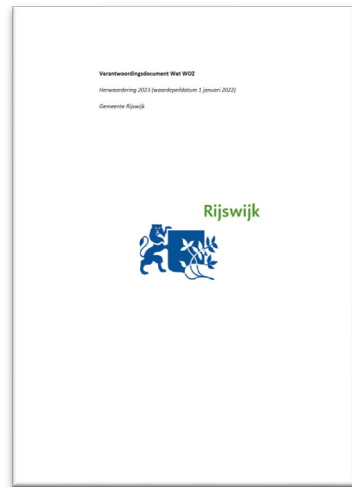 Verantwoordingsdocument Wet WOZ
Herwaardering 2023 (waardepeildatum 1 januari 2022)
Gemeente Rijswijk
Rijswijk